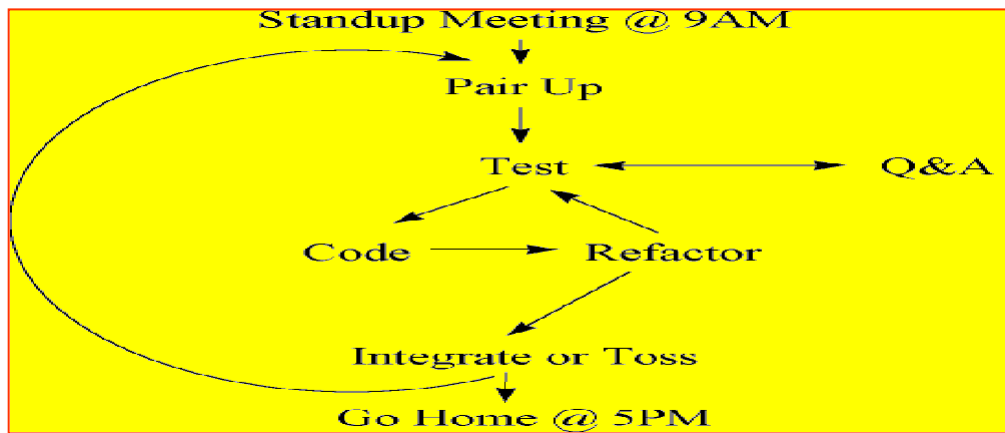 Standup Meeting @ 9AM
Pair Up
Test
Q&A
Code
Refactor
Integrate or Toss
Go Home @ 5PM